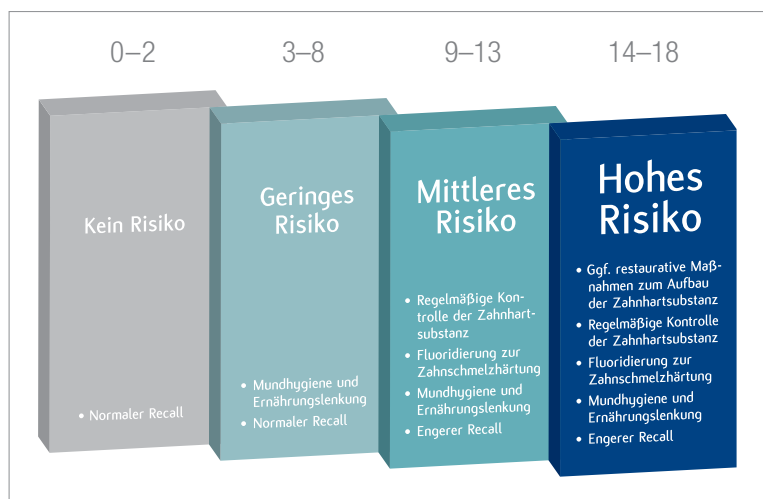 0–2
3–8
9–13
14–18
Kein Risiko
• Normaler Recall
Geringes
Risiko
• Mundhygiene und
Ernährungslenkung
• Normaler Recall
Mittleres
Risiko
• Regelmäßige Kon-
trolle der Zahnhart-
substanz
• Fluoridierung zur
Zahnschmelzhärtung
• Mundhygiene und
Ernährungslenkung
• Engerer Recall
Hohes
Risiko
• Ggf. restaurative Maß-
nahmen zum Aufbau
der Zahnhartsubstanz
• Regelmäßige Kontrolle
der Zahnhartsubstanz
• Fluoridierung zur
Zahnschmelzhärtung
• Mundhygiene und
Ernährungslenkung
• Engerer Recall